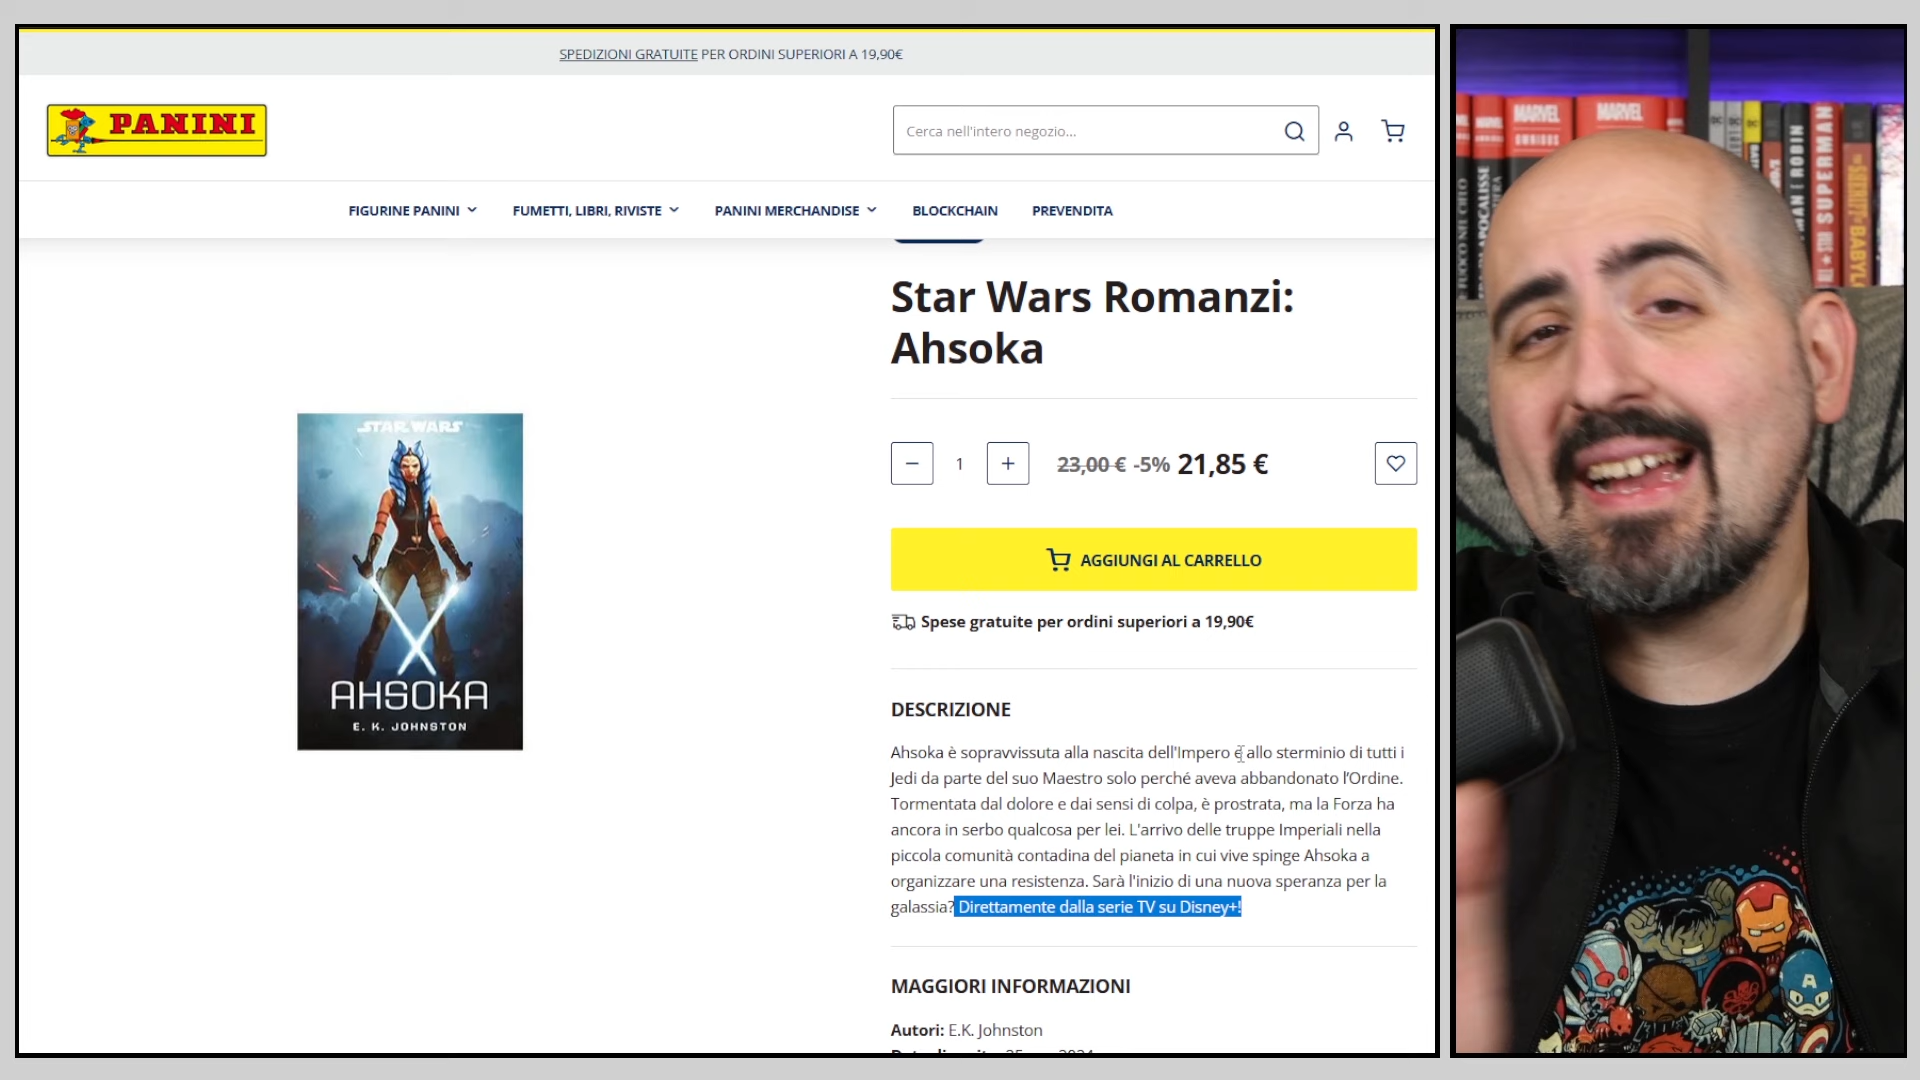 SPEDIZIONI GRATUITE PER ORDINI SUPERIORI A 19,90€
PANINI
Cerca nell'intero negozio...
FIGURINE PANINI
FUMETTI, LIBRI, RIVISTE
PANINI MERCHANDISE
BLOCKCHAIN
PREVENDITA
Star Wars Romanzi:
Ahsoka
1
23,00 € -5% 21,85 €
AGGIUNGI AL CARRELLO
Spese gratuite per ordini superiori a 19,90€
DESCRIZIONE
Ahsoka è sopravvissuta alla nascita dell'Impero e allo sterminio di tutti i
Jedi da parte del suo Maestro solo perché aveva abbandonato l’Ordine.
Tormentata dal dolore e dai sensi di colpa, è prostrata, ma la Forza ha
ancora in serbo qualcosa per lei. L'arrivo delle truppe Imperiali nella
piccola comunità contadina del pianeta in cui vive spinge Ahsoka a
organizzare una resistenza. Sarà l'inizio di una nuova speranza per la
galassia? Direttamente dalla serie TV su Disney+!
MAGGIORI INFORMAZIONI
Autori: E.K. Johnston
STAR WARS
AHSOKA
E. K. JOHNSTON
MARVEL
MARVEL
MARVEL
OMNIBUS
FUOCO NEL CIELO
APOCALISSE
ROBIN
SUPERMAN
A